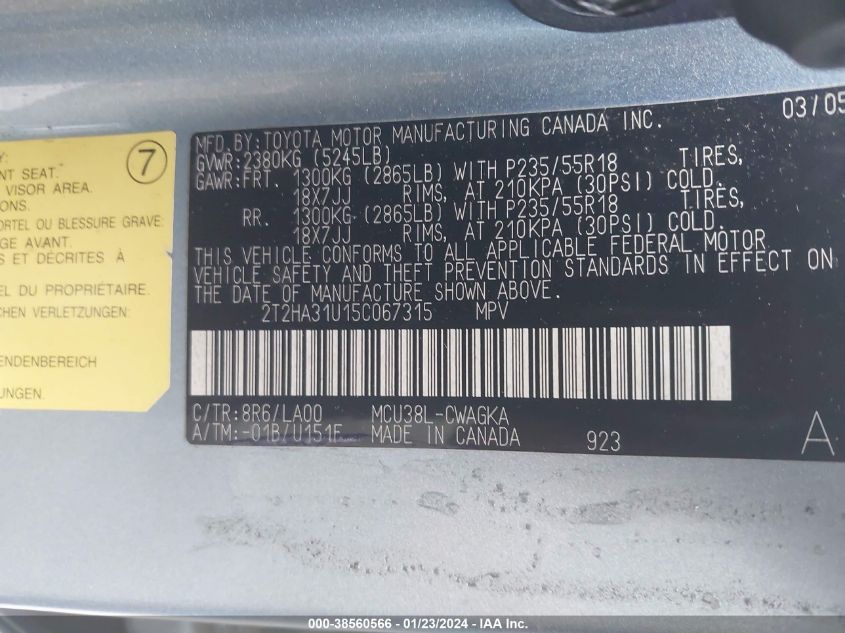 Y:
7
NT SEAT.
VISOR AREA.
ONS.
ORTEL OU BLESSURE GRAVE:
GE AVANT.
S ET DÉCRITES À
EL DU PROPRIÉTAIRE.
VERLETZUNGEN:
ENDENBEREICH
UNGEN.
03/05
MFD. BY: TOYOTA MOTOR MANUFACTURING CANADA INC.
GVWR: 2380KG (5245LB)
GAWR: FRT. 1300KG (2865LB) WITH P235/55R18 TIRES,
18X7JJ RIMS, AT 210KPA (30PSI) COLD.
RR. 1300KG (2865LB) WITH P235/55R18 TIRES,
18X7JJ RIMS, AT 210KPA (30PSI) COLD.
THIS VEHICLE CONFORMS TO ALL APPLICABLE FEDERAL MOTOR
VEHICLE SAFETY AND THEFT PREVENTION STANDARDS IN EFFECT ON
THE DATE OF MANUFACTURE SHOWN ABOVE.
2T2HA31U15C067315 MPV
C/TR: 8R6/LA00 MCU38L-CWAGKA
A/TM: -01B/U151F MADE IN CANADA 923 A
000-38560566 - 01/23/2024 - IAA Inc.